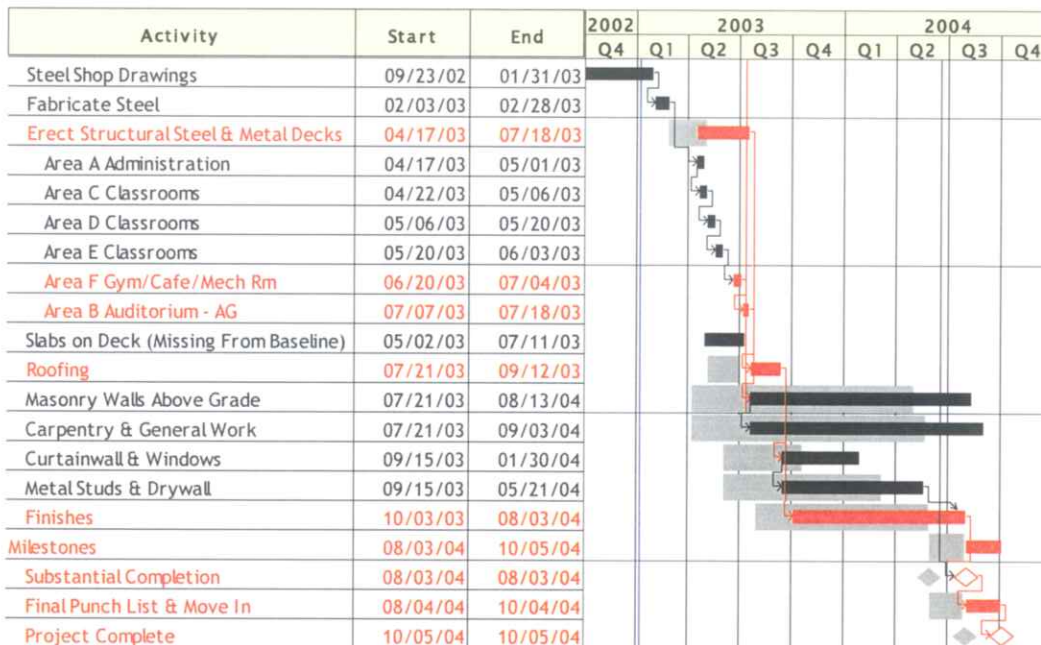 Activity Start End 2002 2003 2004
Q4 Q1 Q2 Q3 Q4 Q1 Q2 Q3 Q4
Steel Shop Drawings 09/23/02 01/31/03
Fabricate Steel 02/03/03 02/28/03
Erect Structural Steel & Metal Decks 04/17/03 07/18/03
Area A Administration 04/17/03 05/01/03
Area C Classrooms 04/22/03 05/06/03
Area D Classrooms 05/06/03 05/20/03
Area E Classrooms 05/20/03 06/03/03
Area F Gym/Cafe/Mech Rm 06/20/03 07/04/03
Area B Auditorium - AG 07/07/03 07/18/03
Slabs on Deck (Missing From Baseline) 05/02/03 07/11/03
Roofing 07/21/03 09/12/03
Masonry Walls Above Grade 07/21/03 08/13/04
Carpentry & General Work 07/21/03 09/03/04
Curtainwall & Windows 09/15/03 01/30/04
Metal Studs & Drywall 09/15/03 05/21/04
Finishes 10/03/03 08/03/04
Milestones 08/03/04 10/05/04
Substantial Completion 08/03/04 08/03/04
Final Punch List & Move In 08/04/04 10/04/04
Project Complete 10/05/04 10/05/04